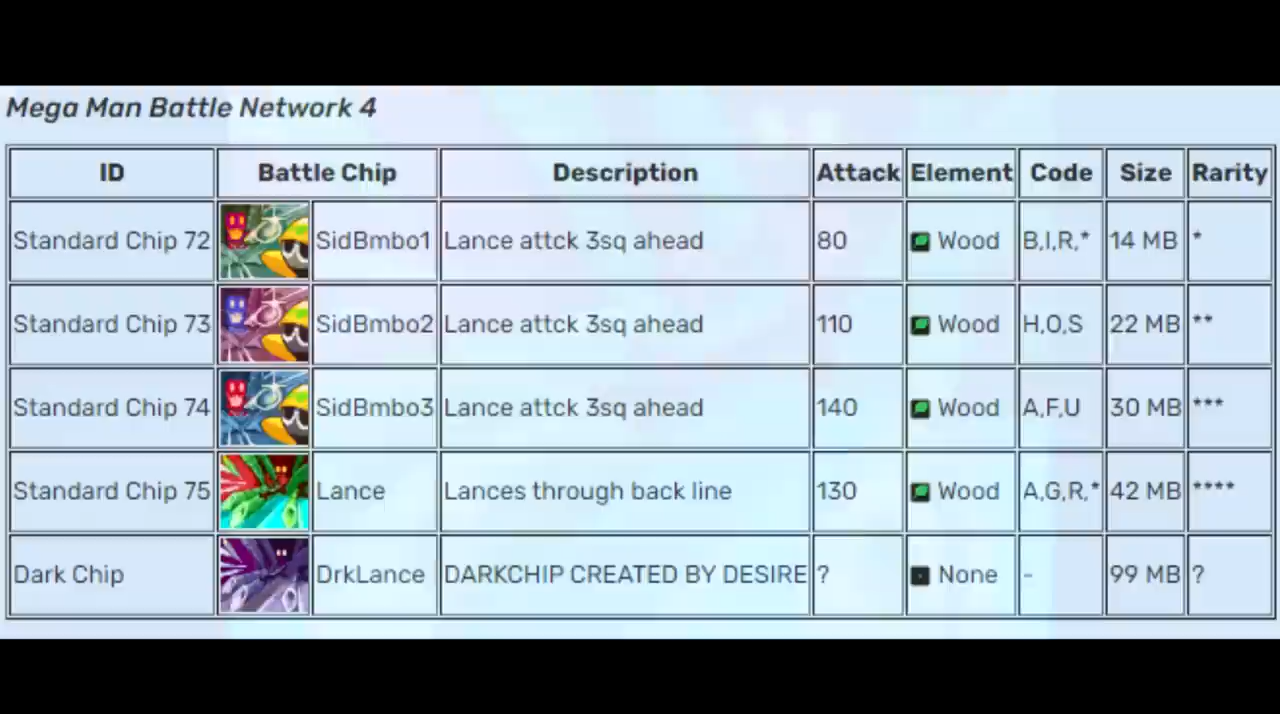 Mega Man Battle Network 4
ID Battle Chip Description Attack Element Code Size Rarity
Standard Chip 72 SidBmbo1 Lance attck 3sq ahead 80 Wood B,I,R,* 14 MB *
Standard Chip 73 SidBmbo2 Lance attck 3sq ahead 110 Wood H,O,S 22 MB **
Standard Chip 74 SidBmbo3 Lance attck 3sq ahead 140 Wood A,F,U 30 MB ***
Standard Chip 75 Lance Lances through back line 130 Wood A,G,R,* 42 MB ****
Dark Chip DrkLance DARKCHIP CREATED BY DESIRE ? None - 99 MB ?